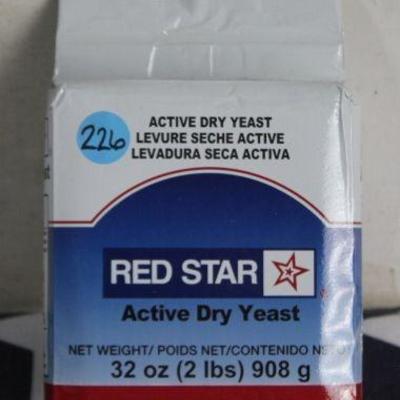 226
ACTIVE DRY YEAST
LEVURE SECHE ACTIVE
LEVADURA SECA ACTIVA
RED STAR
Active Dry Yeast
NET WEIGHT/ POIDS NET/CONTENIDO
32 oz (2 lbs) 908 g